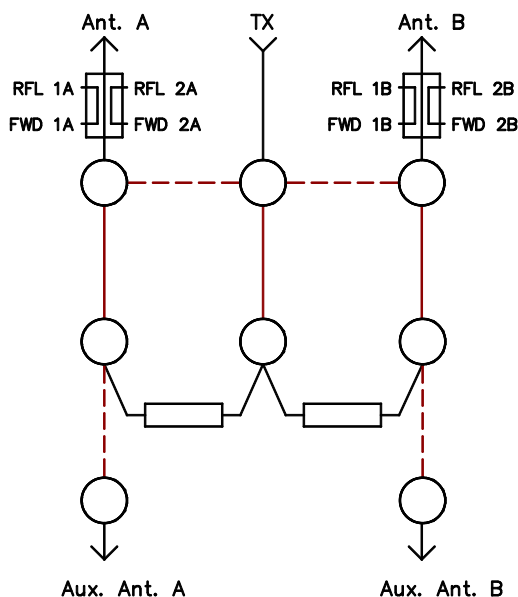 Ant. A TX Ant. B
RFL 1A RFL 2A RFL 1B RFL 2B
FWD 1A FWD 2A FWD 1B FWD 2B
Aux. Ant. A Aux. Ant. B